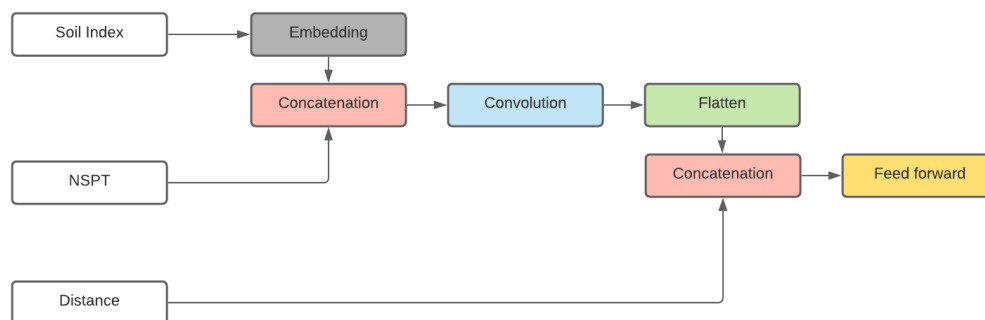 Soil Index
Embedding
Concatenation
Convolution
Flatten
NSPT
Concatenation
Feed forward
Distance